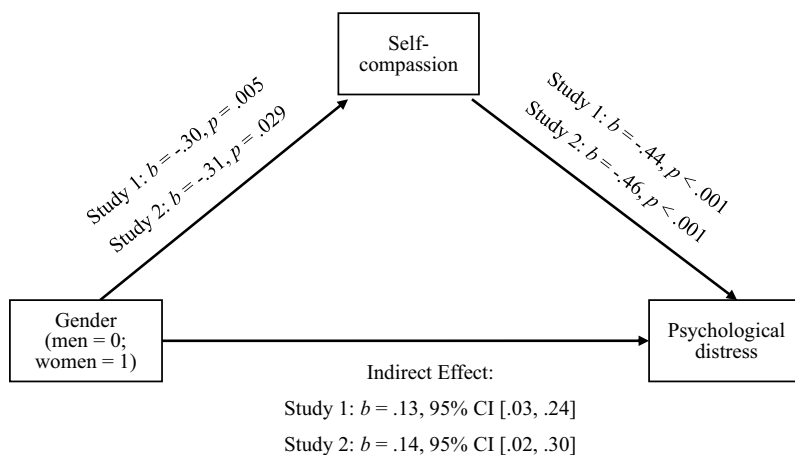 Self-
compassion
Study 1: b = -.30, p = .005
Study 2: b = -.31, p = .029
Study 1: b = -.44, p < .001
Study 2: b = -.46, p < .001
Gender
(men = 0;
women = 1)
Psychological
distress
Indirect Effect:
Study 1: b = .13, 95% CI [.03, .24]
Study 2: b = .14, 95% CI [.02, .30]